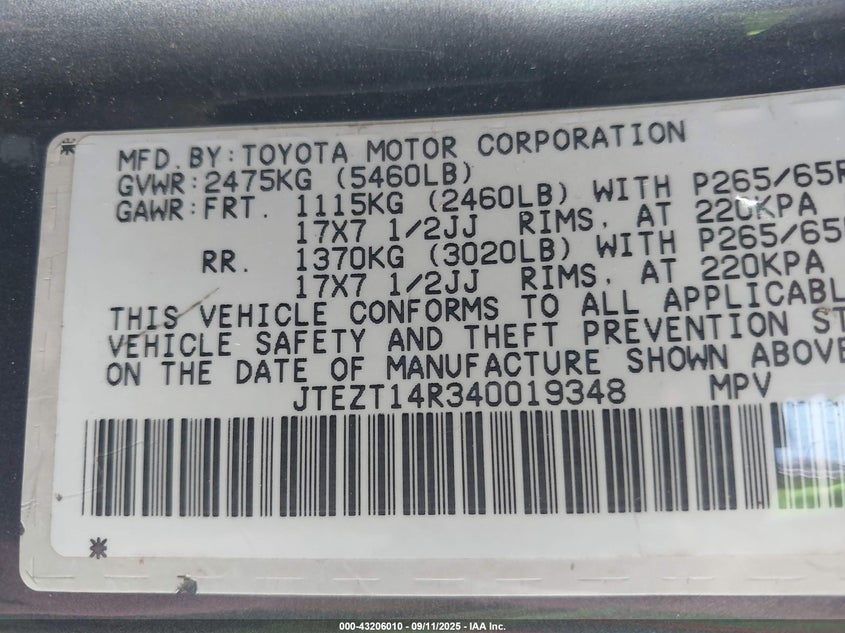 MFD. BY: TOYOTA MOTOR CORPORATION
GVWR: 2475KG (5460LB)
GAWR: FRT. 1115KG (2460LB) WITH P265/65R
17X7 1/2JJ RIMS, AT 220KPA
RR. 1370KG (3020LB) WITH P265/65
17X7 1/2JJ RIMS, AT 220KPA
THIS VEHICLE CONFORMS TO ALL APPLICABL
VEHICLE SAFETY AND THEFT PREVENTION ST
ON THE DATE OF MANUFACTURE SHOWN ABOVE
JTEZT14R340019348 MPV
000-43206010 - 09/11/2025 - IAA Inc.